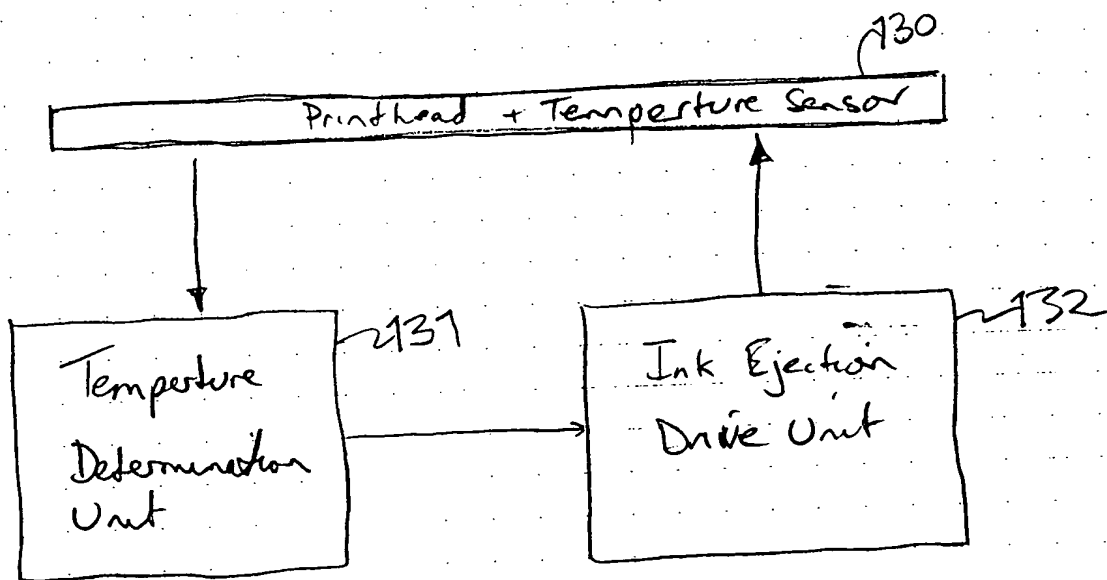 130
Printhead + Temperture Sensor
131
Temperture
Determination
Unit
132
Ink Ejection
Drive Unit